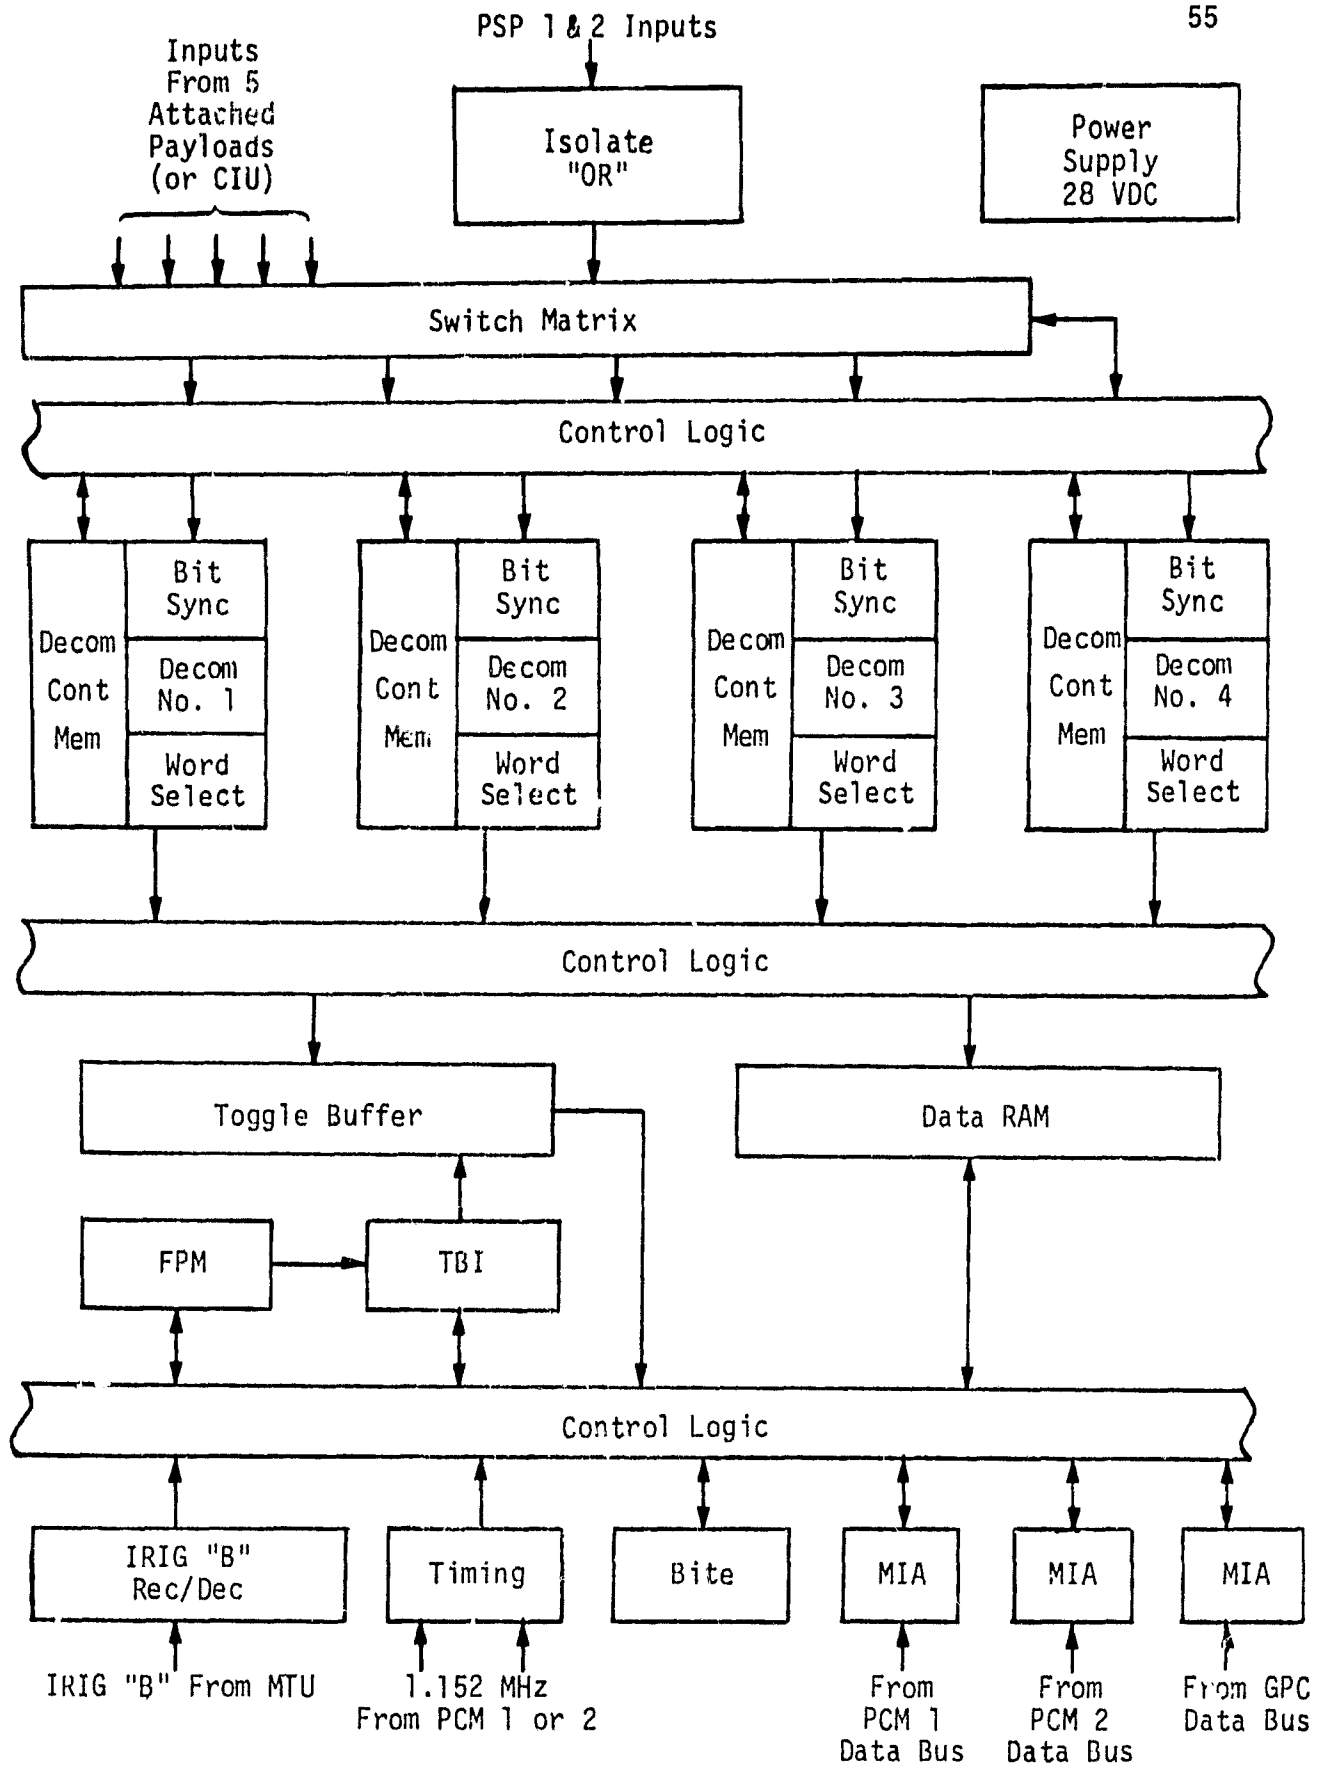 55
PSP 1 & 2 Inputs
Inputs
From 5
Attached
Payloads
(or CIU)
Isolate
"OR"
Power
Supply
28 VDC
Switch Matrix
Control Logic
Decom
Cont
Mem
Bit
Sync
Decom
No. 1
Word
Select
Decom
Cont
Mem
Bit
Sync
Decom
No. 2
Word
Select
Decom
Cont
Mem
Bit
Sync
Decom
No. 3
Word
Select
Decom
Cont
Mem
Bit
Sync
Decom
No. 4
Word
Select
Control Logic
Toggle Buffer
Data RAM
FPM
TBI
Control Logic
IRIG "B"
Rec/Dec
Timing
Bite
MIA
MIA
MIA
IRIG "B" From MTU
1.152 MHz
From PCM 1 or 2
From
PCM 1
Data Bus
From
PCM 2
Data Bus
From GPC
Data Bus